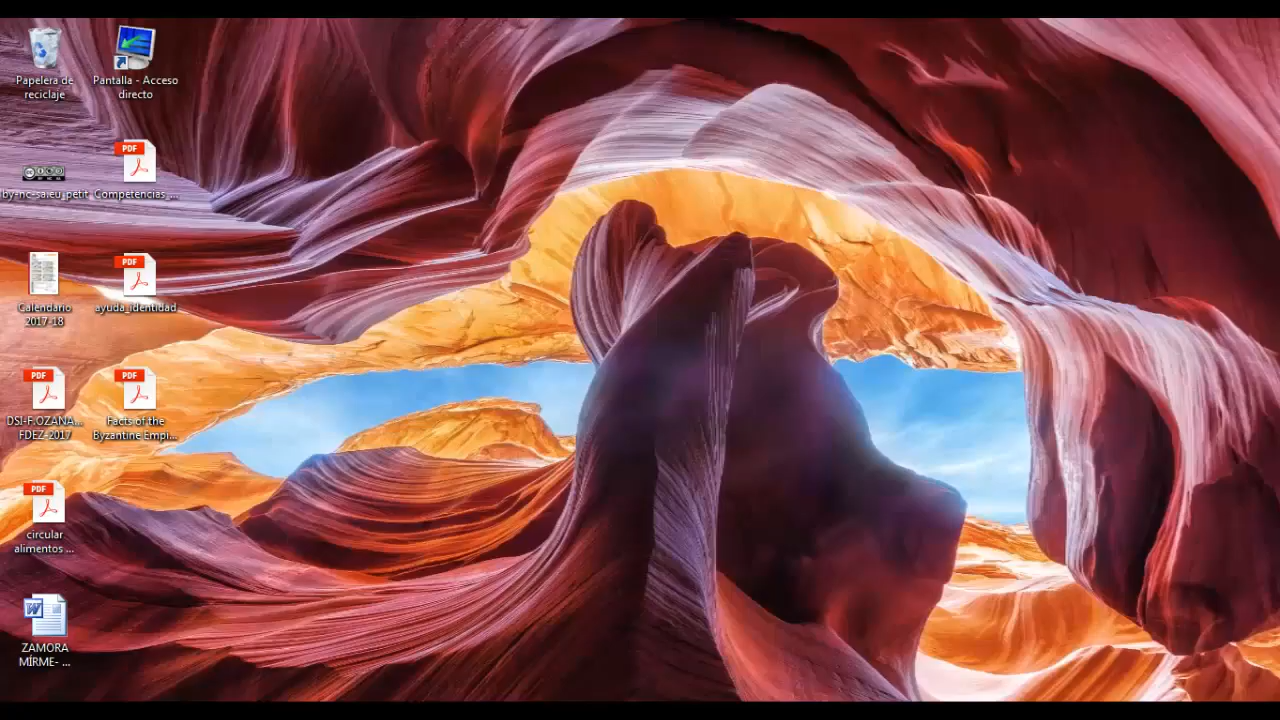 Papelera de
reciclaje
Pantalla - Acceso
directo
by-nc-sa.eu_petit
PDF
Competencias_...
Calendario
2017-18
PDF
ayuda_identidad
PDF
DSI-F.OZANA...
FDEZ-2017
PDF
Facts of the
Byzantine Empi...
PDF
circular
alimentos ...
W
ZAMORA
MÍRME- ...